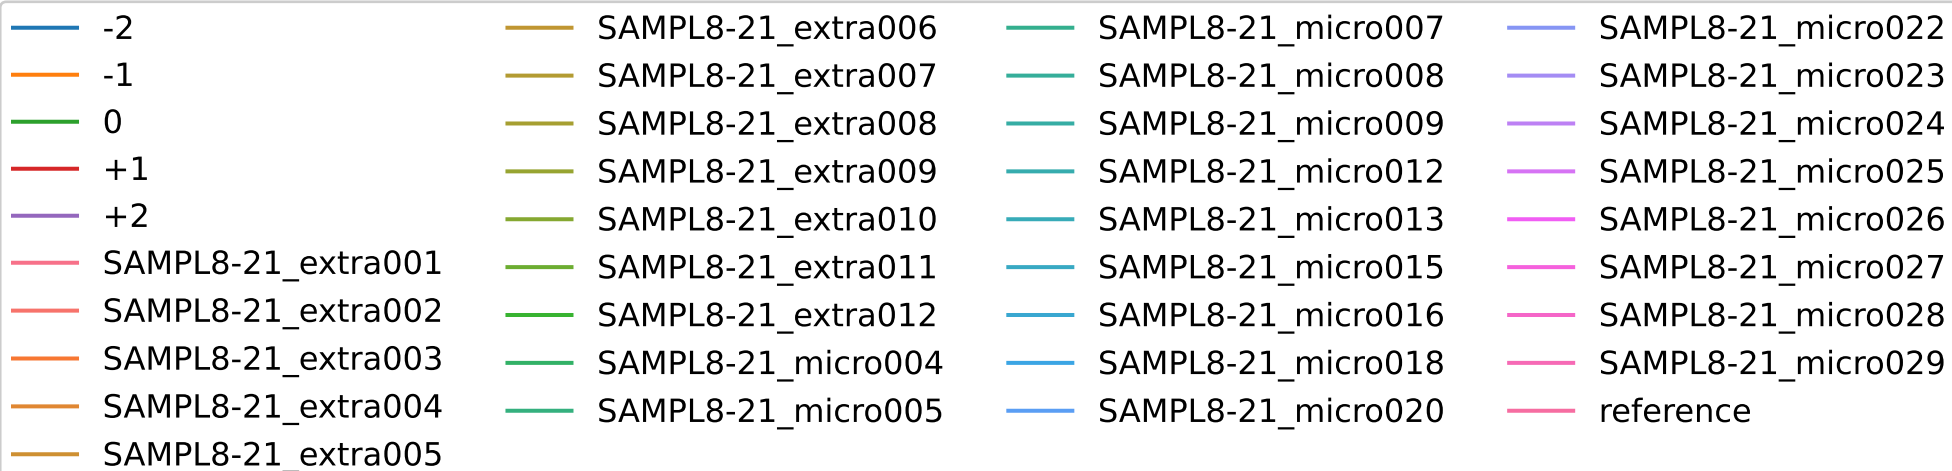 -2
-1
0
+1
+2
SAMPL8-21_extra001
SAMPL8-21_extra002
SAMPL8-21_extra003
SAMPL8-21_extra004
SAMPL8-21_extra005
SAMPL8-21_extra006
SAMPL8-21_extra007
SAMPL8-21_extra008
SAMPL8-21_extra009
SAMPL8-21_extra010
SAMPL8-21_extra011
SAMPL8-21_extra012
SAMPL8-21_micro004
SAMPL8-21_micro005
SAMPL8-21_micro007
SAMPL8-21_micro008
SAMPL8-21_micro009
SAMPL8-21_micro012
SAMPL8-21_micro013
SAMPL8-21_micro015
SAMPL8-21_micro016
SAMPL8-21_micro018
SAMPL8-21_micro020
SAMPL8-21_micro022
SAMPL8-21_micro023
SAMPL8-21_micro024
SAMPL8-21_micro025
SAMPL8-21_micro026
SAMPL8-21_micro027
SAMPL8-21_micro028
SAMPL8-21_micro029
reference